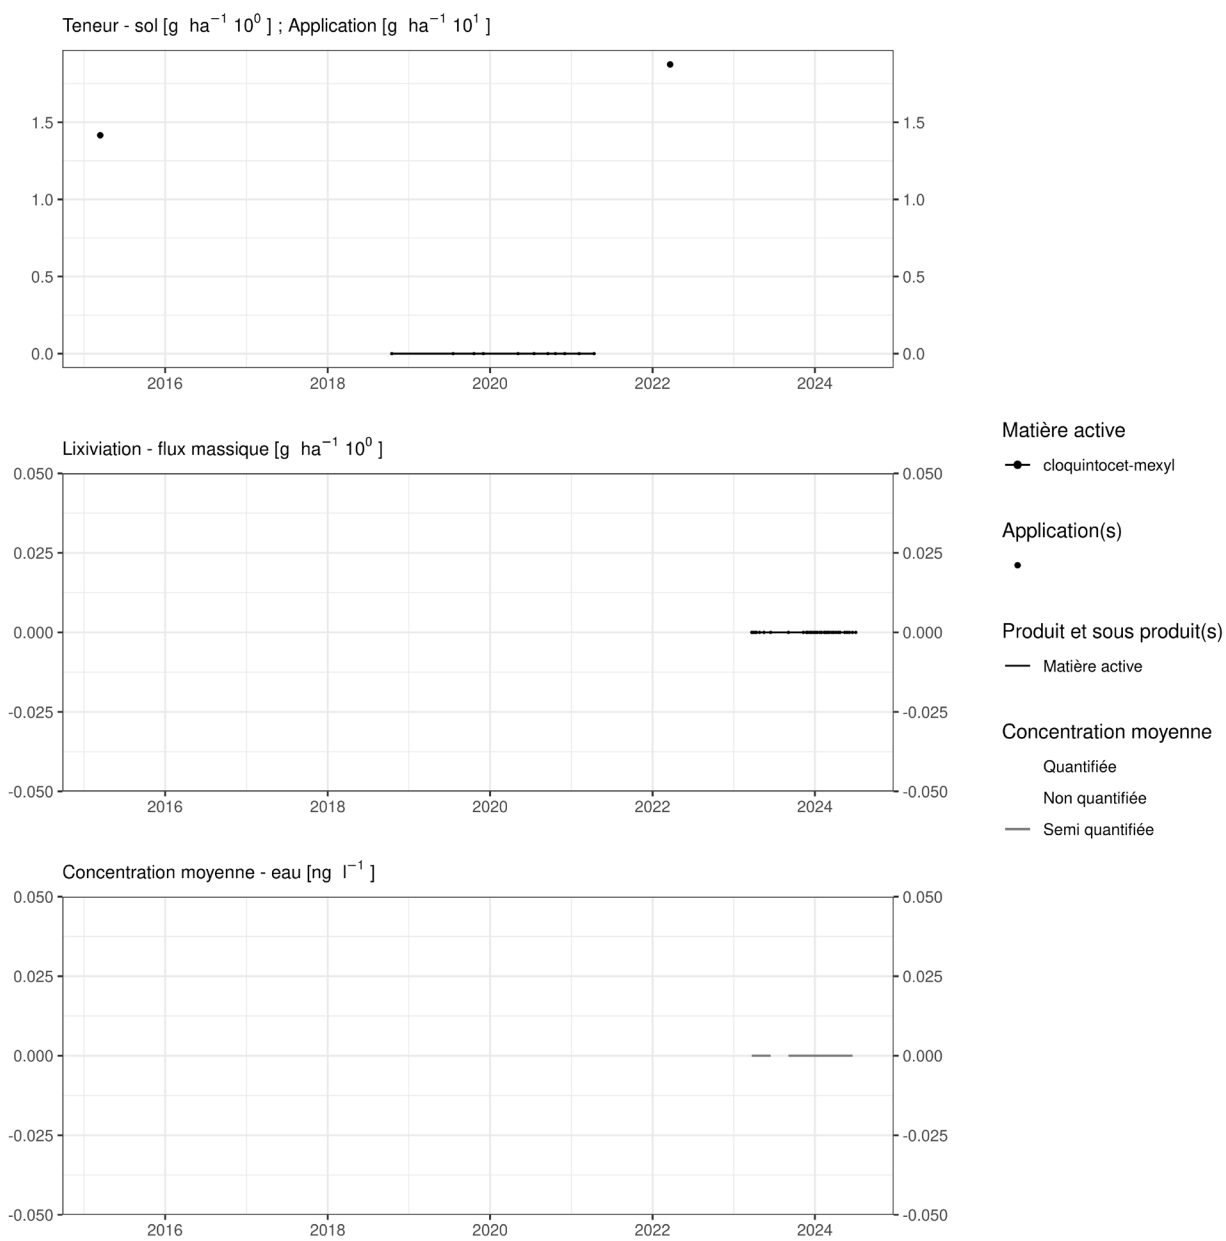 Teneur - sol [g ha−1 100 ] ; Application [g ha−1 101 ]
1.5 1.5
1.0 1.0
0.5 0.5
0.0 0.0
2016 2018 2020 2022 2024
Lixiviation - flux massique [g ha−1 100 ]
0.050 0.050
0.025 0.025
0.000 0.000
-0.025 -0.025
-0.050 -0.050
2016 2018 2020 2022 2024
Concentration moyenne - eau [ng l−1 ]
0.050 0.050
0.025 0.025
0.000 0.000
-0.025 -0.025
-0.050 -0.050
2016 2018 2020 2022 2024
Matière active
cloquintocet-mexyl
Application(s)
Produit et sous produit(s)
Matière active
Concentration moyenne
Quantifiée
Non quantifiée
Semi quantifiée